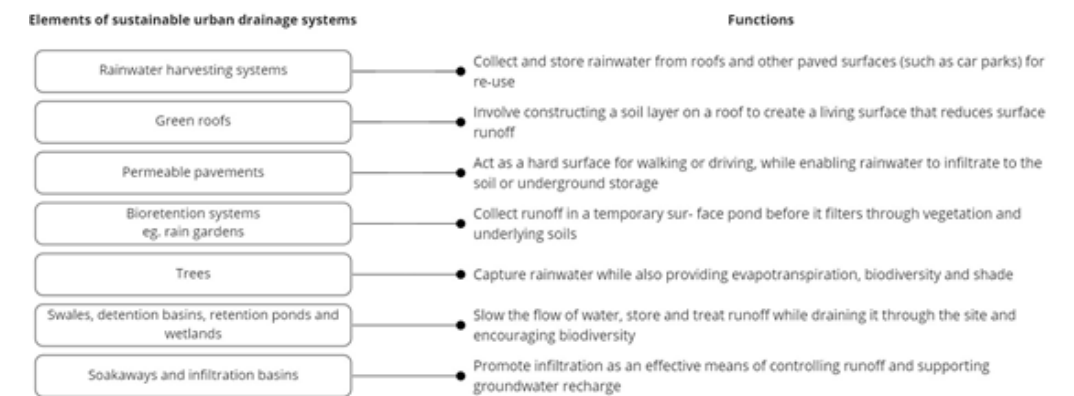 Elements of sustainable urban drainage systems
Functions
Rainwater harvesting systems
Collect and store rainwater from roofs and other paved surfaces (such as car parks) for
re-use
Green roofs
Involve constructing a soil layer on a roof to create a living surface that reduces surface
runoff
Permeable pavements
Act as a hard surface for walking or driving, while enabling rainwater to infiltrate to the
soil or underground storage
Bioretention systems
eg. rain gardens
Collect runoff in a temporary sur- face pond before it filters through vegetation and
underlying soils
Trees
Capture rainwater while also providing evapotranspiration, biodiversity and shade
Swales, detention basins, retention ponds and
wetlands
Slow the flow of water, store and treat runoff while draining it through the site and
encouraging biodiversity
Soakaways and infiltration basins
Promote infiltration as an effective means of controlling runoff and supporting
groundwater recharge